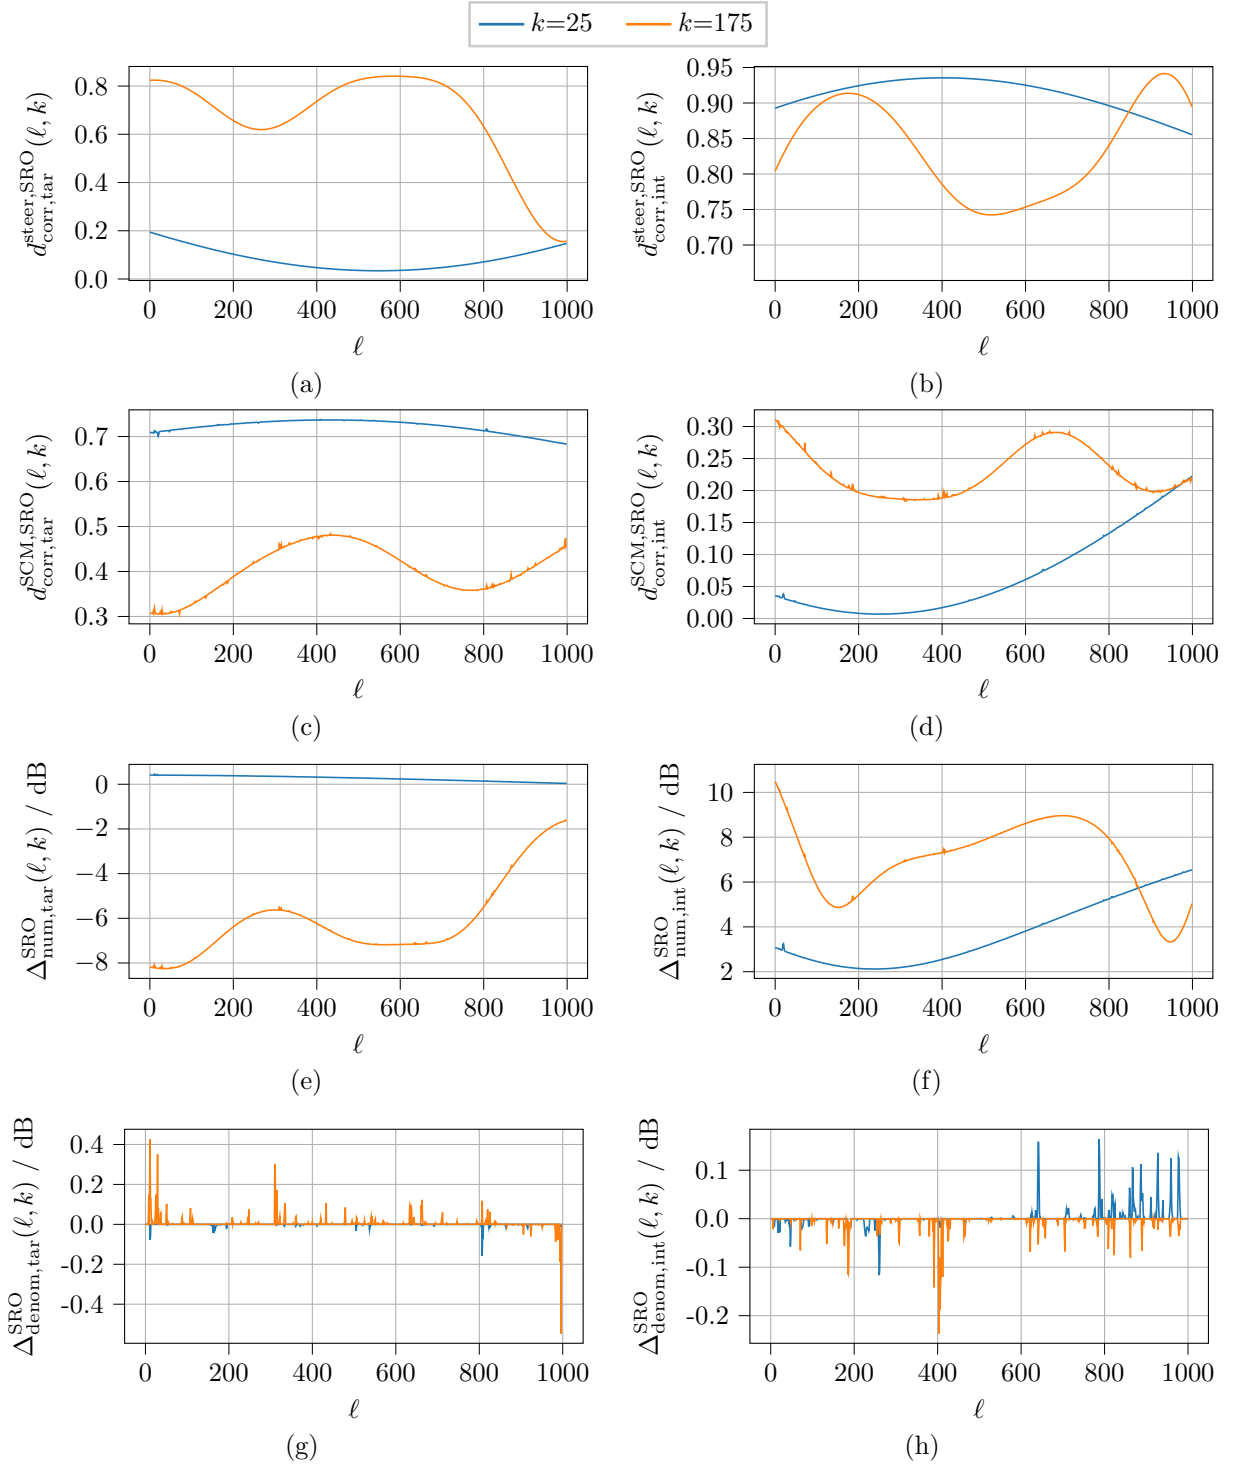 k=25 k=175
0.8
0.6
0.4
0.2
0.0
0 200 400 600 800 1000
d^{steer,SRO}_{corr,tar}(ℓ, k)
ℓ
(a)
0.95
0.90
0.85
0.80
0.75
0.70
0 200 400 600 800 1000
d^{steer,SRO}_{corr,int}(ℓ, k)
ℓ
(b)
0.7
0.6
0.5
0.4
0.3
0 200 400 600 800 1000
d^{SCM,SRO}_{corr,tar}(ℓ, k)
ℓ
(c)
0.30
0.25
0.20
0.15
0.10
0.05
0.00
0 200 400 600 800 1000
d^{SCM,SRO}_{corr,int}(ℓ, k)
ℓ
(d)
0
−2
−4
−6
−8
0 200 400 600 800 1000
Δ^{SRO}_{num,tar}(ℓ, k) / dB
ℓ
(e)
10
8
6
4
2
0 200 400 600 800 1000
Δ^{SRO}_{num,int}(ℓ, k) / dB
ℓ
(f)
0.4
0.2
0.0
-0.2
-0.4
0 200 400 600 800 1000
Δ^{SRO}_{denom,tar}(ℓ, k) / dB
ℓ
(g)
0.1
0.0
-0.1
-0.2
0 200 400 600 800 1000
Δ^{SRO}_{denom,int}(ℓ, k) / dB
ℓ
(h)